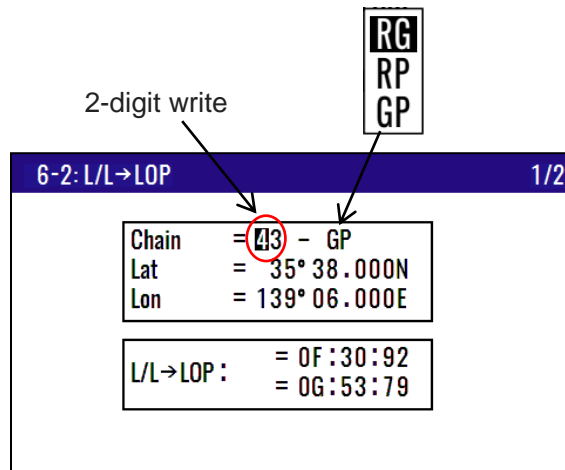 RG
RP
GP
2-digit write
6-2: L/L→LOP 1/2
Chain = 43 - GP
Lat = 35° 38.000N
Lon = 139° 06.000E
L/L→LOP : = 0F:30:92
= 0G:53:79